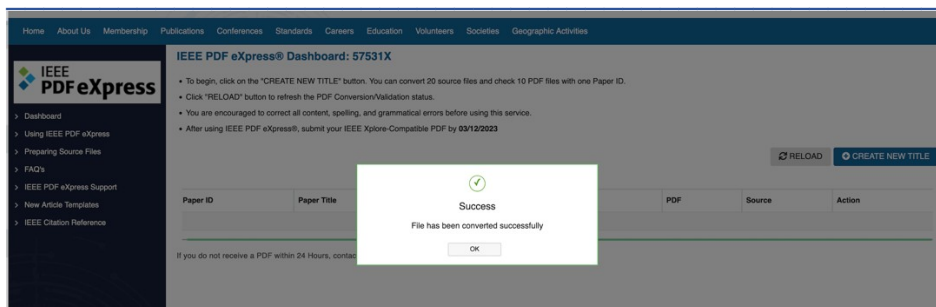 Home About Us Membership Publications Conferences Standards Careers Education Volunteers Societies Geographic Activities
IEEE
PDF eXpress
> Dashboard
> Using IEEE PDF eXpress
> Preparing Source Files
> FAQ's
> IEEE PDF eXpress Support
> New Article Templates
> IEEE Citation Reference
IEEE PDF eXpress® Dashboard: 57531X
• To begin, click on the "CREATE NEW TITLE" button. You can convert 20 source files and check 10 PDF files with one Paper ID.
• Click "RELOAD" button to refresh the PDF Conversion/Validation status.
• You are encouraged to correct all content, spelling, and grammatical errors before using this service.
• After using IEEE PDF eXpress®, submit your IEEE Xplore-Compatible PDF by 03/12/2023
RELOAD CREATE NEW TITLE
Paper ID Paper Title PDF Source Action
Success
File has been converted successfully
OK
If you do not receive a PDF within 24 Hours, contac